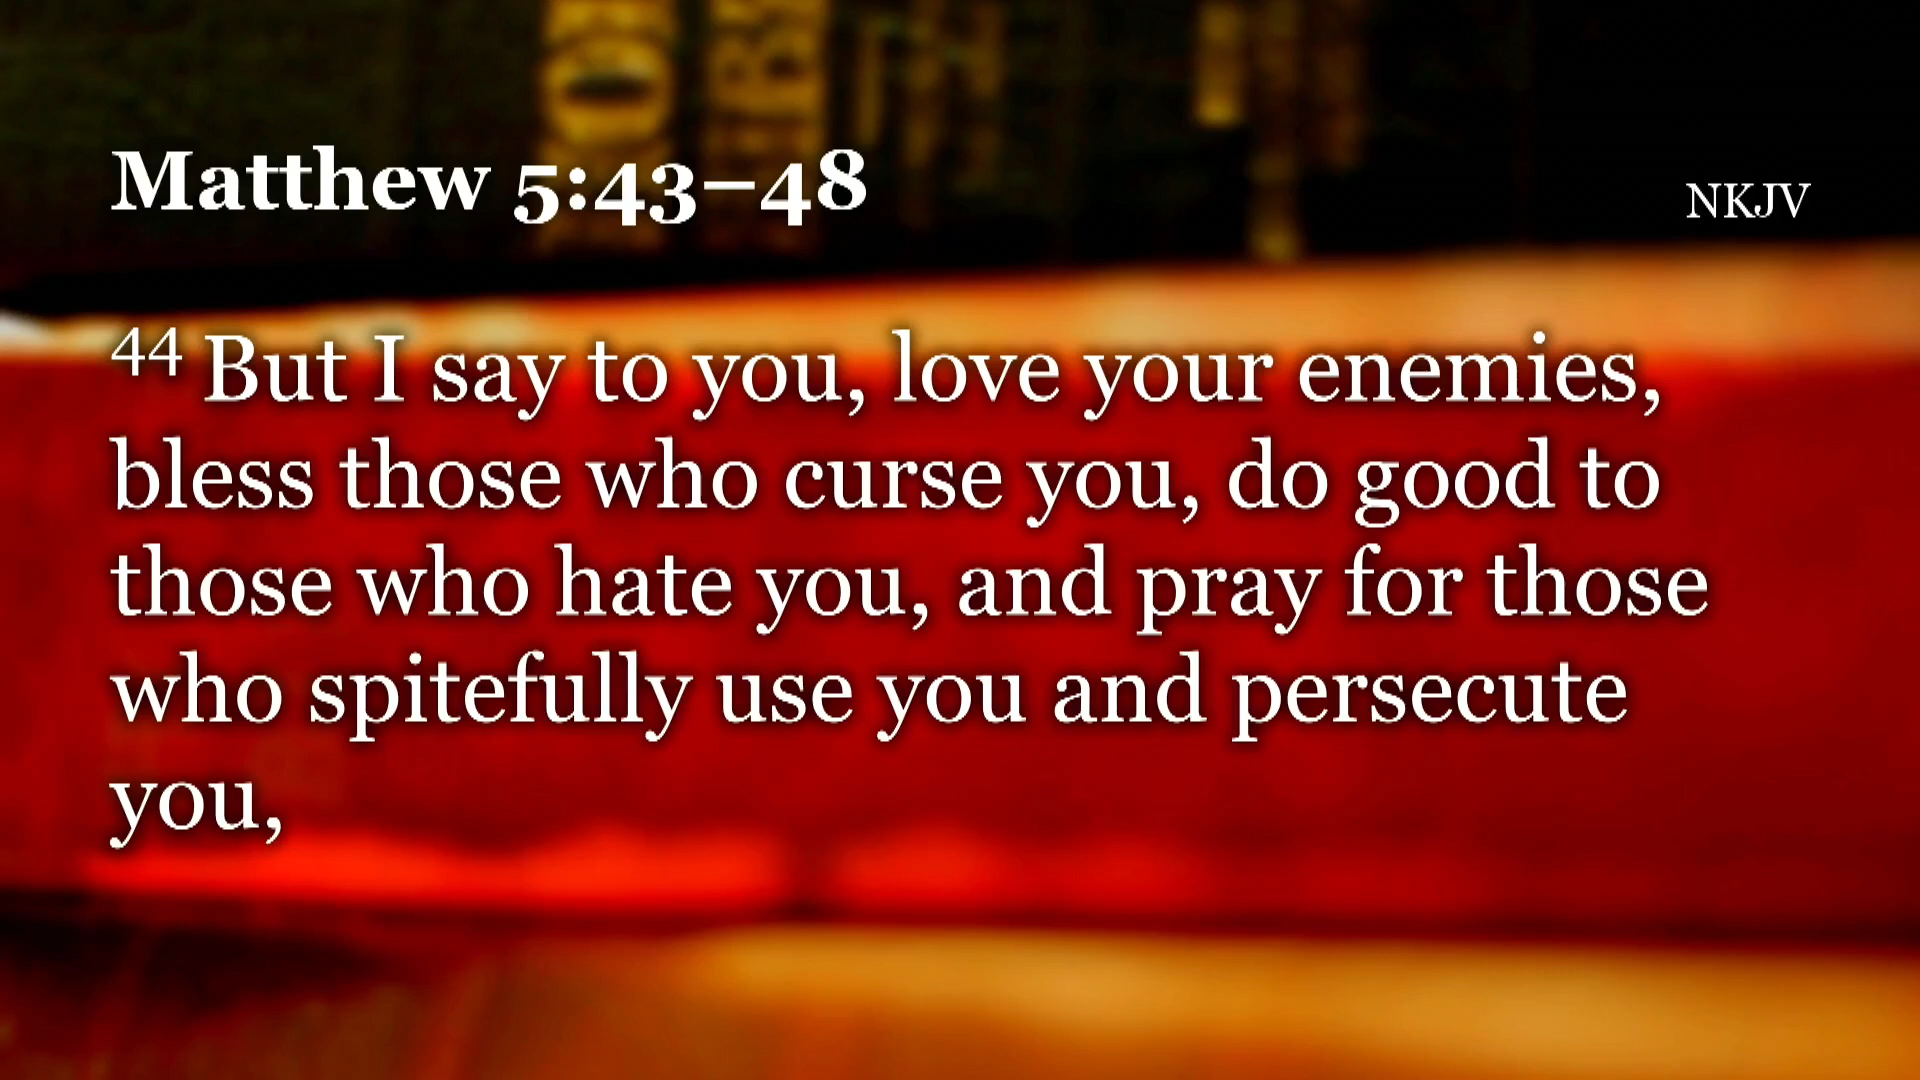 Matthew 5:43–48
NKJV
44 But I say to you, love your enemies,
bless those who curse you, do good to
those who hate you, and pray for those
who spitefully use you and persecute
you,